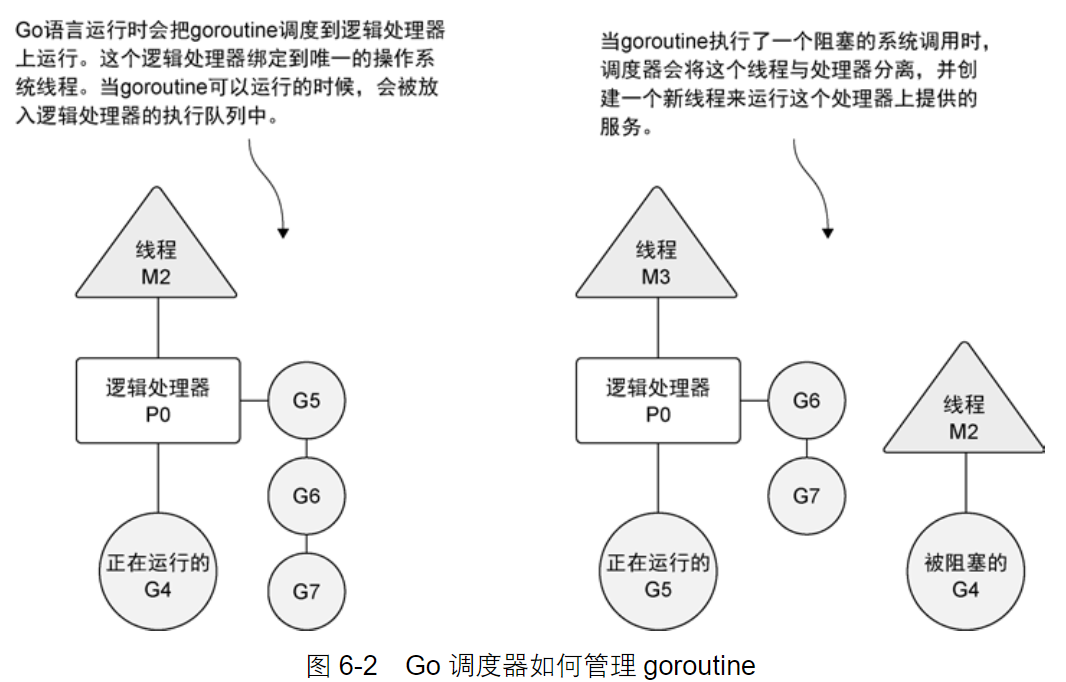 Go语言运行时会把goroutine调度到逻辑处理器
上运行。这个逻辑处理器绑定到唯一的操作系
统线程。当goroutine可以运行的时候，会被放
入逻辑处理器的执行队列中。
当goroutine执行了一个阻塞的系统调用时，
调度器会将这个线程与处理器分离，并创
建一个新线程来运行这个处理器上提供的
服务。
线程
M2
逻辑处理器
P0
G5
G6
G7
正在运行的
G4
线程
M3
逻辑处理器
P0
G6
G7
正在运行的
G5
线程
M2
被阻塞的
G4
图 6-2 Go 调度器如何管理 goroutine